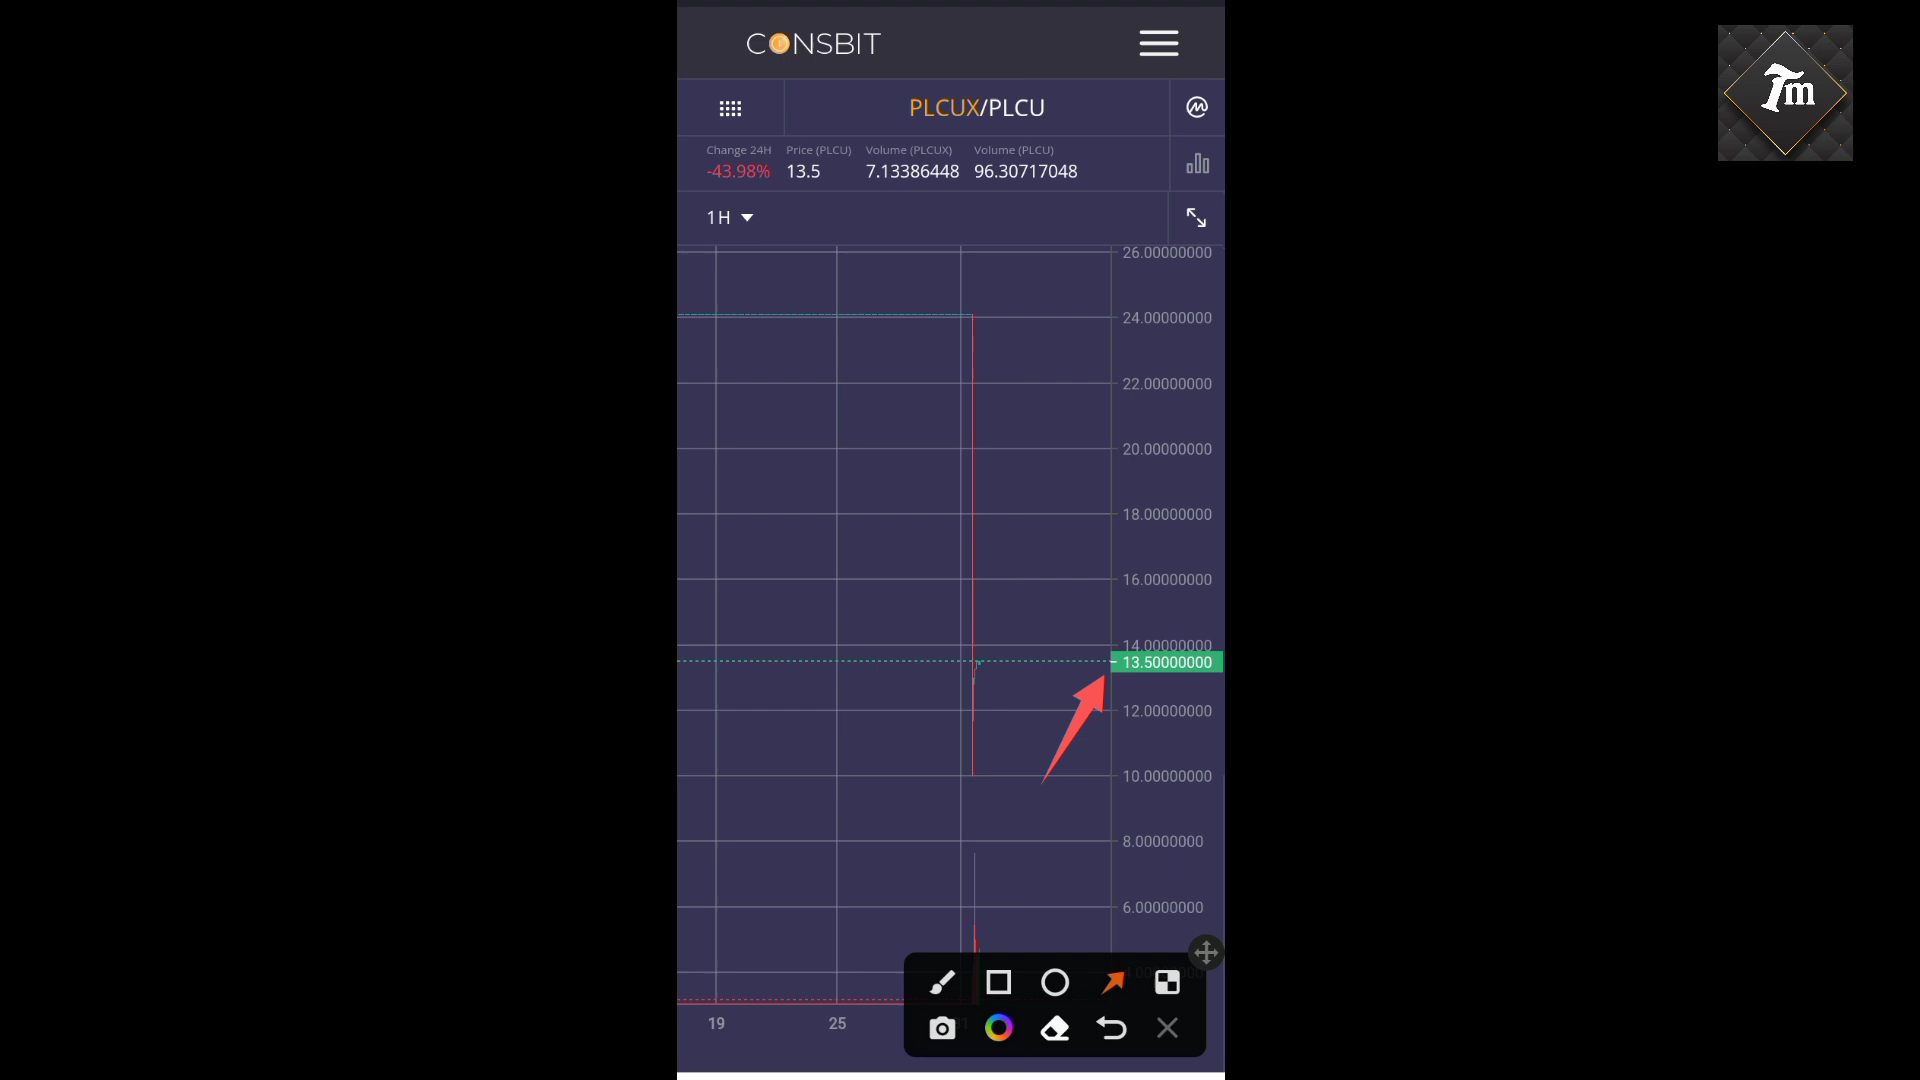 CONSBIT
PLCUX/PLCU
Change 24H Price (PLCU) Volume (PLCUX) Volume (PLCU)
-43.98% 13.5 7.13386448 96.30717048
1H
26.00000000
24.00000000
22.00000000
20.00000000
18.00000000
16.00000000
14.00000000
13.50000000
12.00000000
10.00000000
8.00000000
6.00000000
19 25
Tm